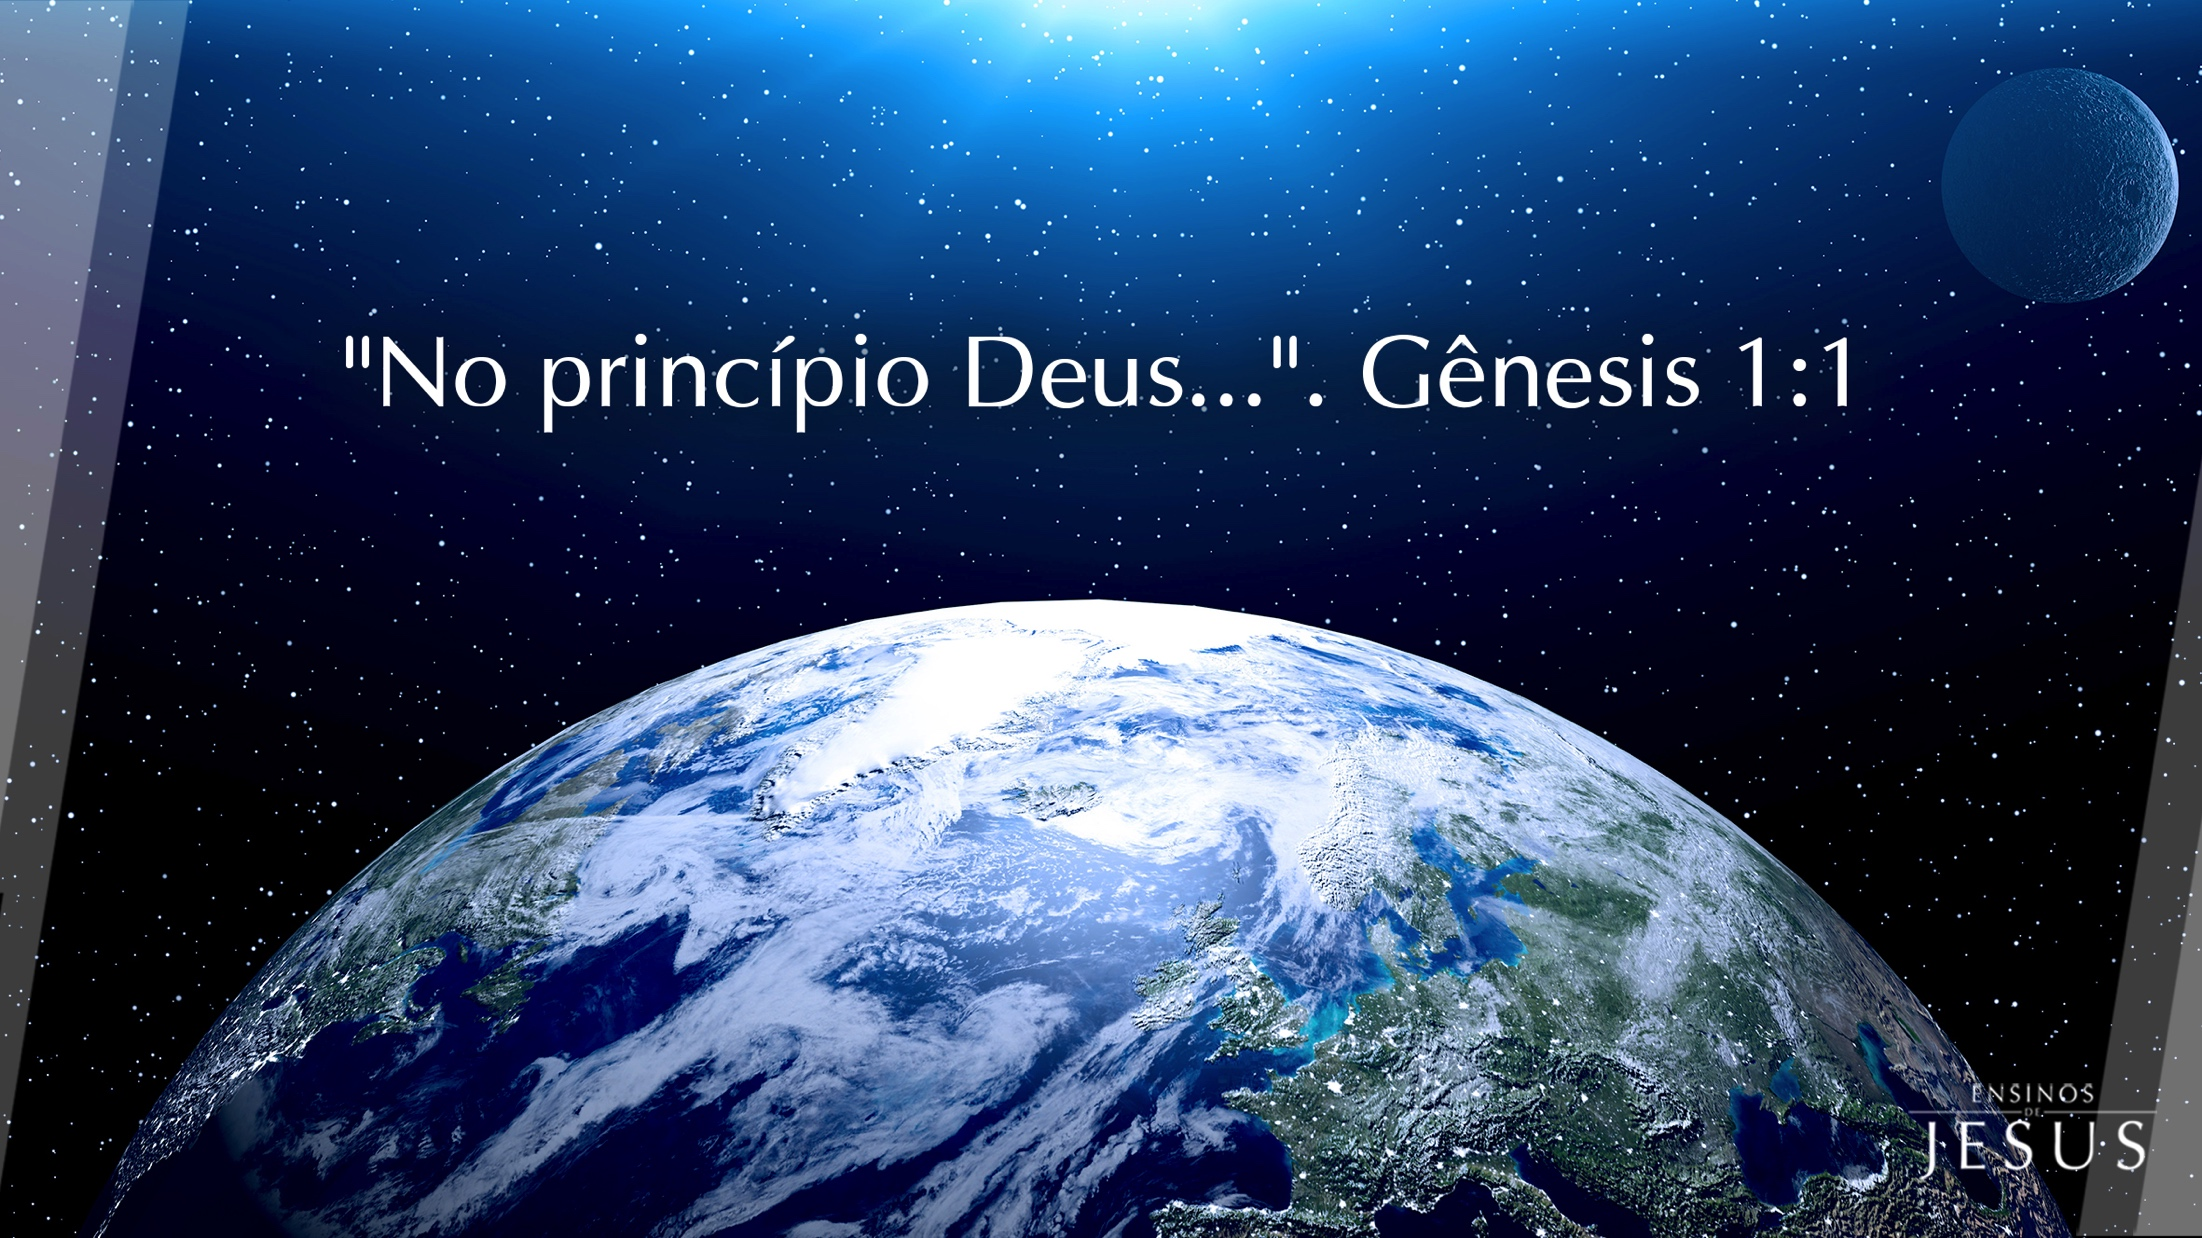 "No princípio Deus...". Gênesis 1:1
ENSINOS
DE
JESUS